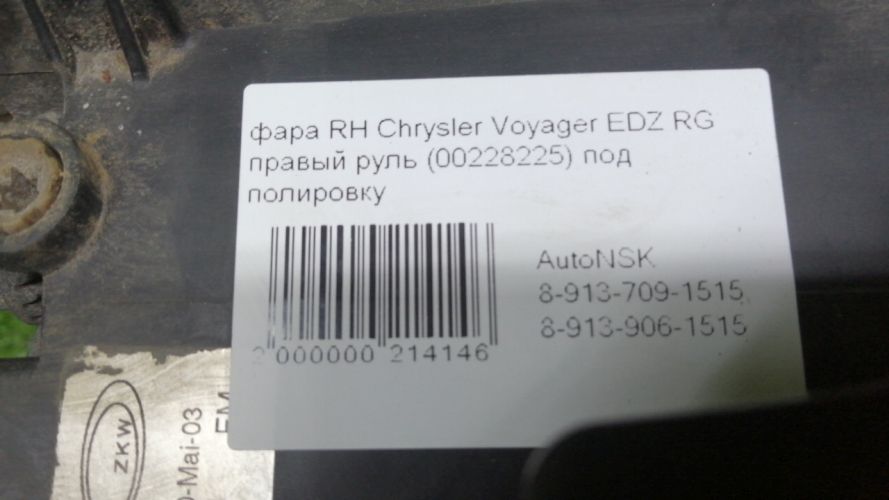 фара RH Chrysler Voyager EDZ RG
правый руль (00228225) под
полировку
AutoNSK
8-913-709-1515,
8-913-906-1515
2 000000 214146
ZKW
-Mai-03